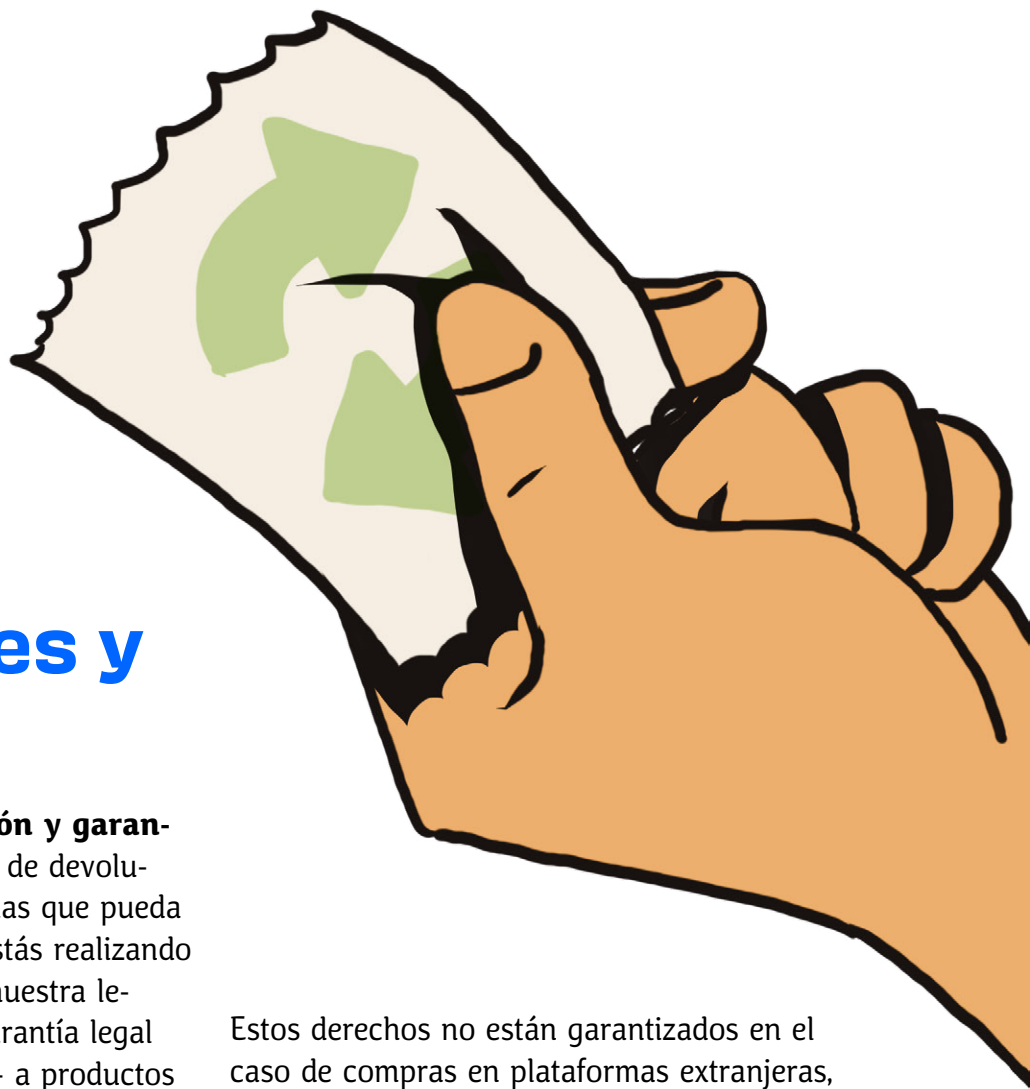 es y
ón y garan-
de devolu-
as que pueda
stás realizando
nuestra le-
rantía legal
- a productos
Estos derechos no están garantizados en el
caso de compras en plataformas extranjeras,